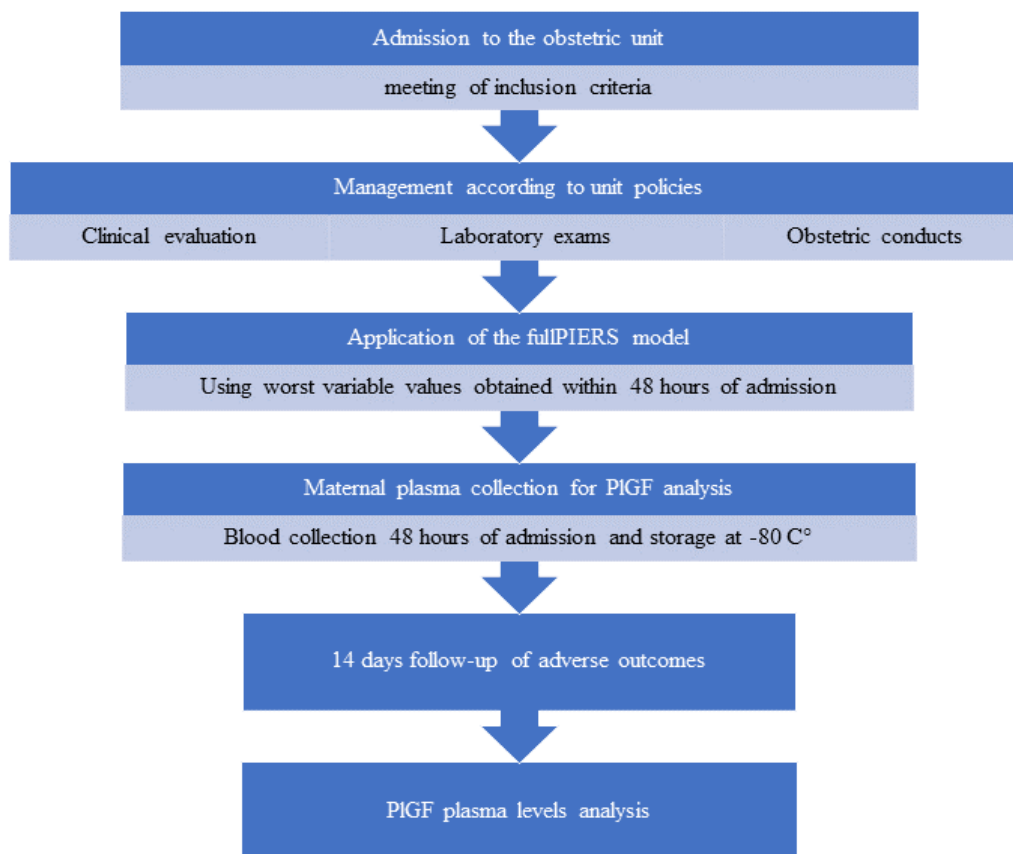 Admission to the obstetric unit
meeting of inclusion criteria
Management according to unit policies
Clinical evaluation
Laboratory exams
Obstetric conducts
Application of the fullPIERS model
Using worst variable values obtained within 48 hours of admission
Maternal plasma collection for PlGF analysis
Blood collection 48 hours of admission and storage at -80 C°
14 days follow-up of adverse outcomes
PlGF plasma levels analysis